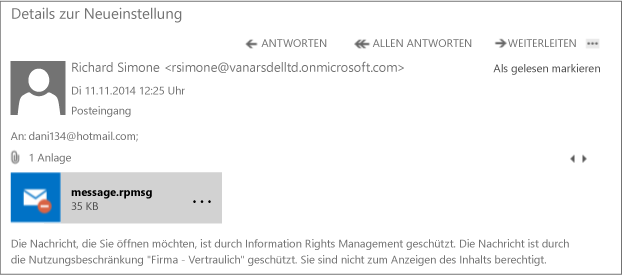 Details zur Neueinstellung
ANTWORTEN ALLEN ANTWORTEN WEITERLEITEN ...
Richard Simone <rsimone@vanarsdelltd.onmicrosoft.com> Als gelesen markieren
Di 11.11.2014 12:25 Uhr
Posteingang
An: dani134@hotmail.com;
1 Anlage
message.rpmsg
35 KB ...
Die Nachricht, die Sie öffnen möchten, ist durch Information Rights Management geschützt. Die Nachricht ist durch
die Nutzungsbeschränkung "Firma - Vertraulich" geschützt. Sie sind nicht zum Anzeigen des Inhalts berechtigt.